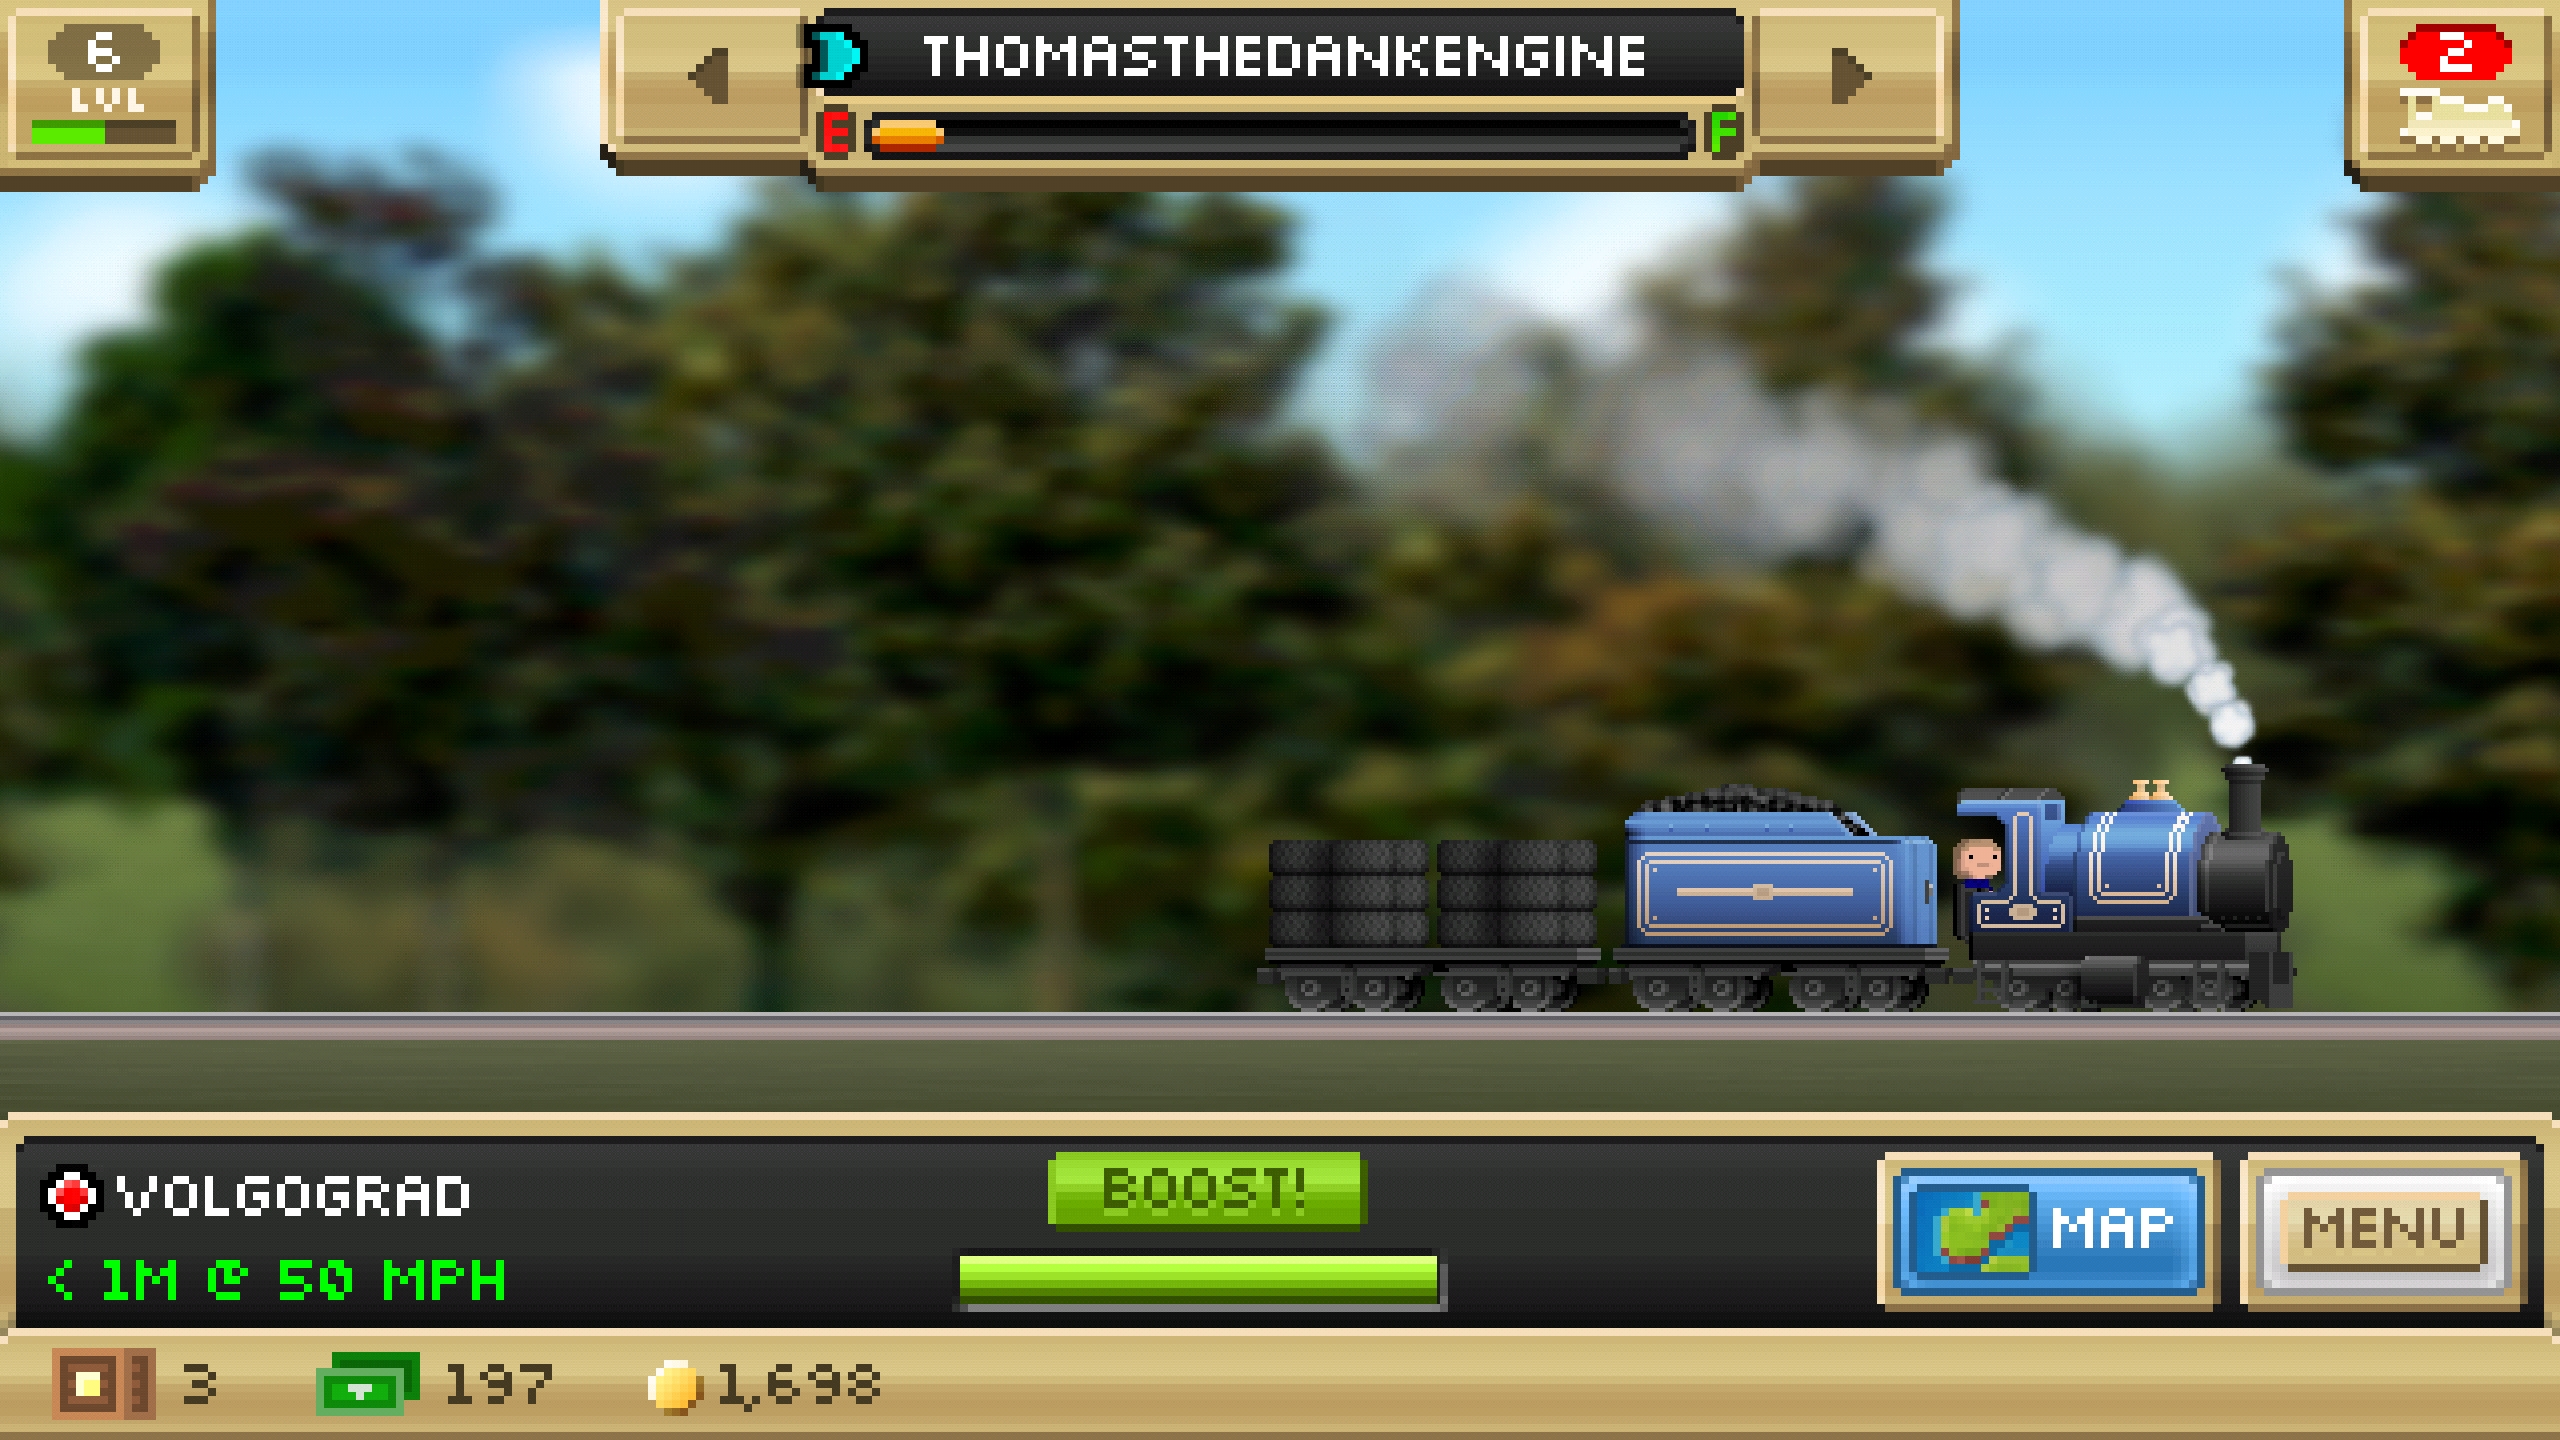 6
LVL
THOMASTHEDANKENGINE
E F
2
VOLGOGRAD
< 1M @ 50 MPH
BOOST!
MAP
MENU
3 197 1,698